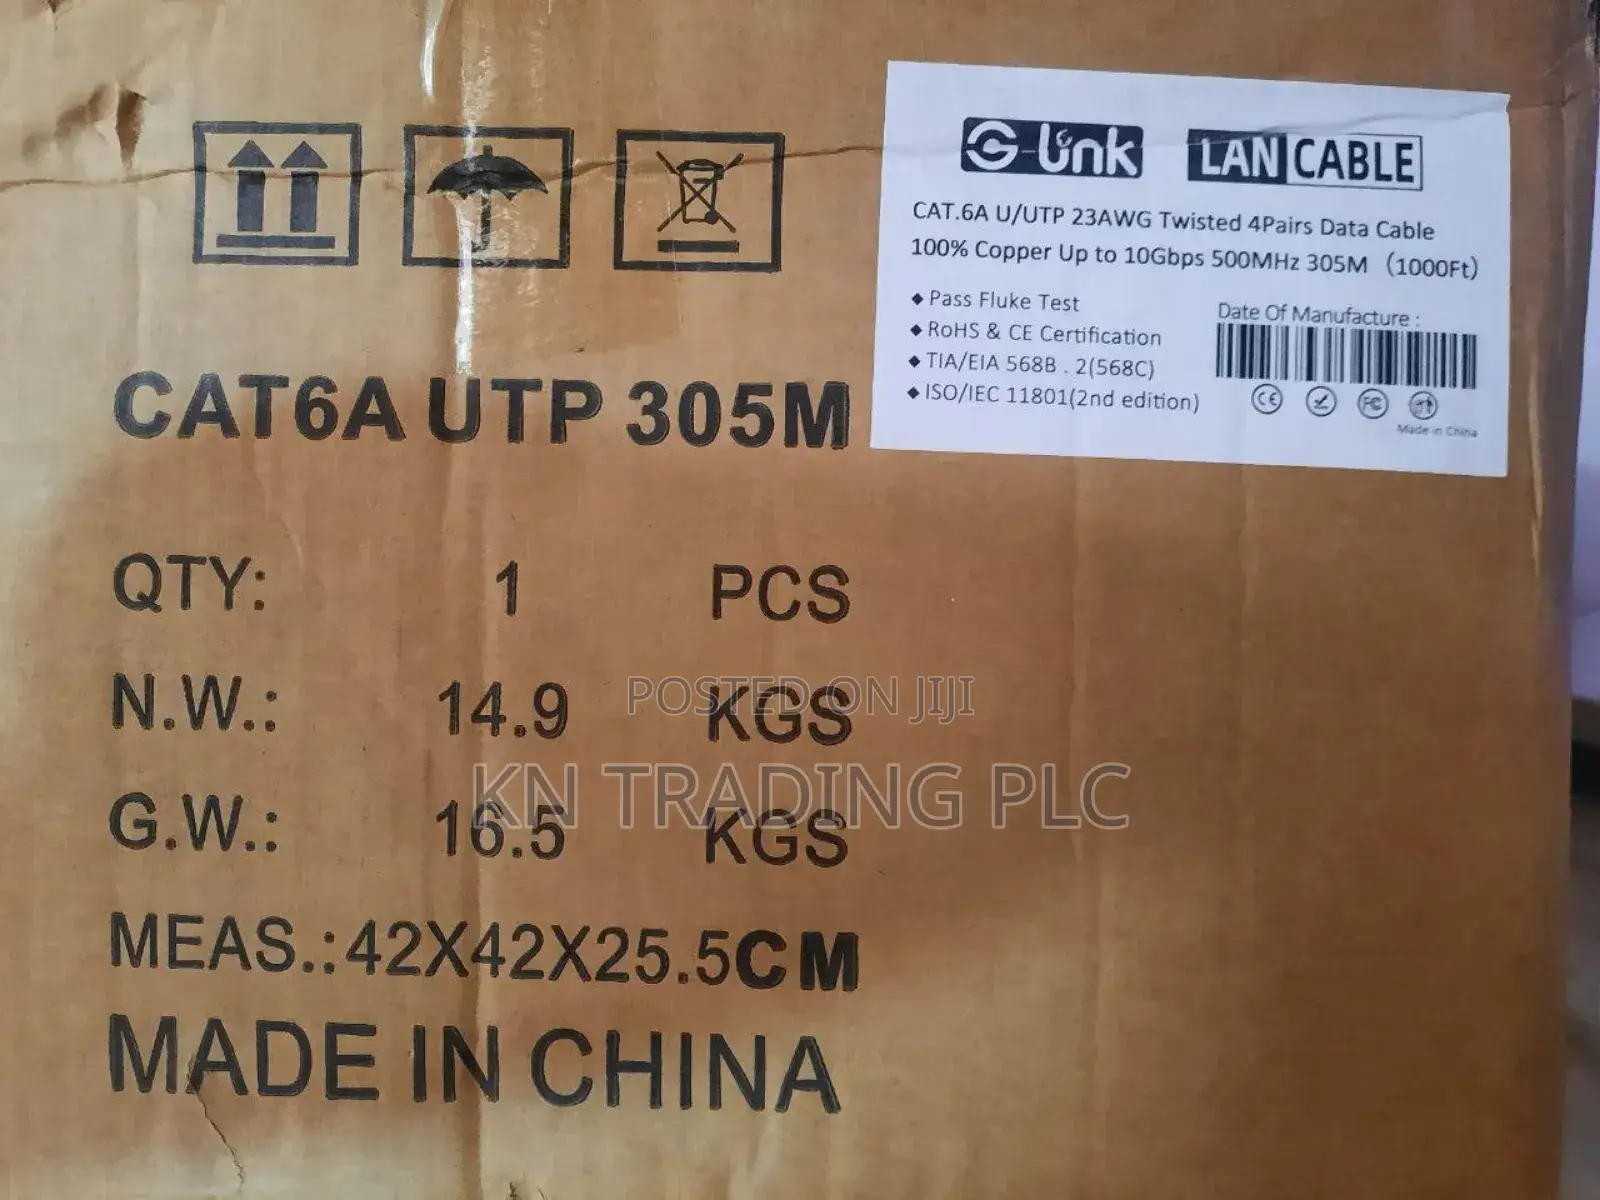 G-Link LAN CABLE
CAT.6A U/UTP 23AWG Twisted 4Pairs Data Cable
100% Copper Up to 10Gbps 500MHz 305M (1000Ft)
◆ Pass Fluke Test
◆ RoHS & CE Certification
◆ TIA/EIA 568B . 2(568C)
◆ ISO/IEC 11801(2nd edition)
Date Of Manufacture :
CE FC
Made in China
CAT6A UTP 305M
QTY: 1 PCS
N.W.: 14.9 KGS
POSTED ON JIJI
KN TRADING PLC
G.W.: 16.5 KGS
MEAS.:42X42X25.5CM
MADE IN CHINA